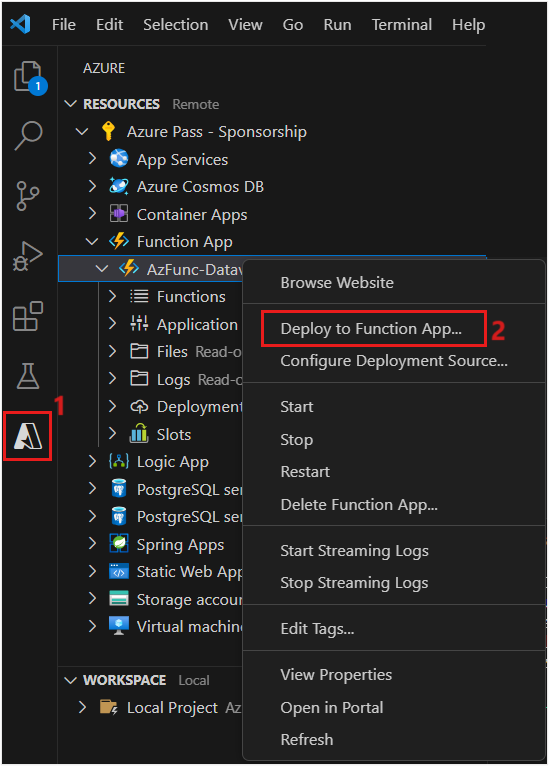 File Edit Selection View Go Run Terminal Help
AZURE
1
RESOURCES Remote
Azure Pass - Sponsorship
App Services
Azure Cosmos DB
Container Apps
Function App
AzFunc-Datav
Browse Website
Functions
Application
Deploy to Function App... 2
Files Read-o
Configure Deployment Source...
Logs Read-o
Deployment
Start
1
Slots
Stop
Logic App
Restart
PostgreSQL se
Delete Function App...
PostgreSQL se
Spring Apps
Start Streaming Logs
Static Web App
Stop Streaming Logs
Storage accou
Virtual machin
Edit Tags...
WORKSPACE Local
View Properties
Local Project Az
Open in Portal
Refresh